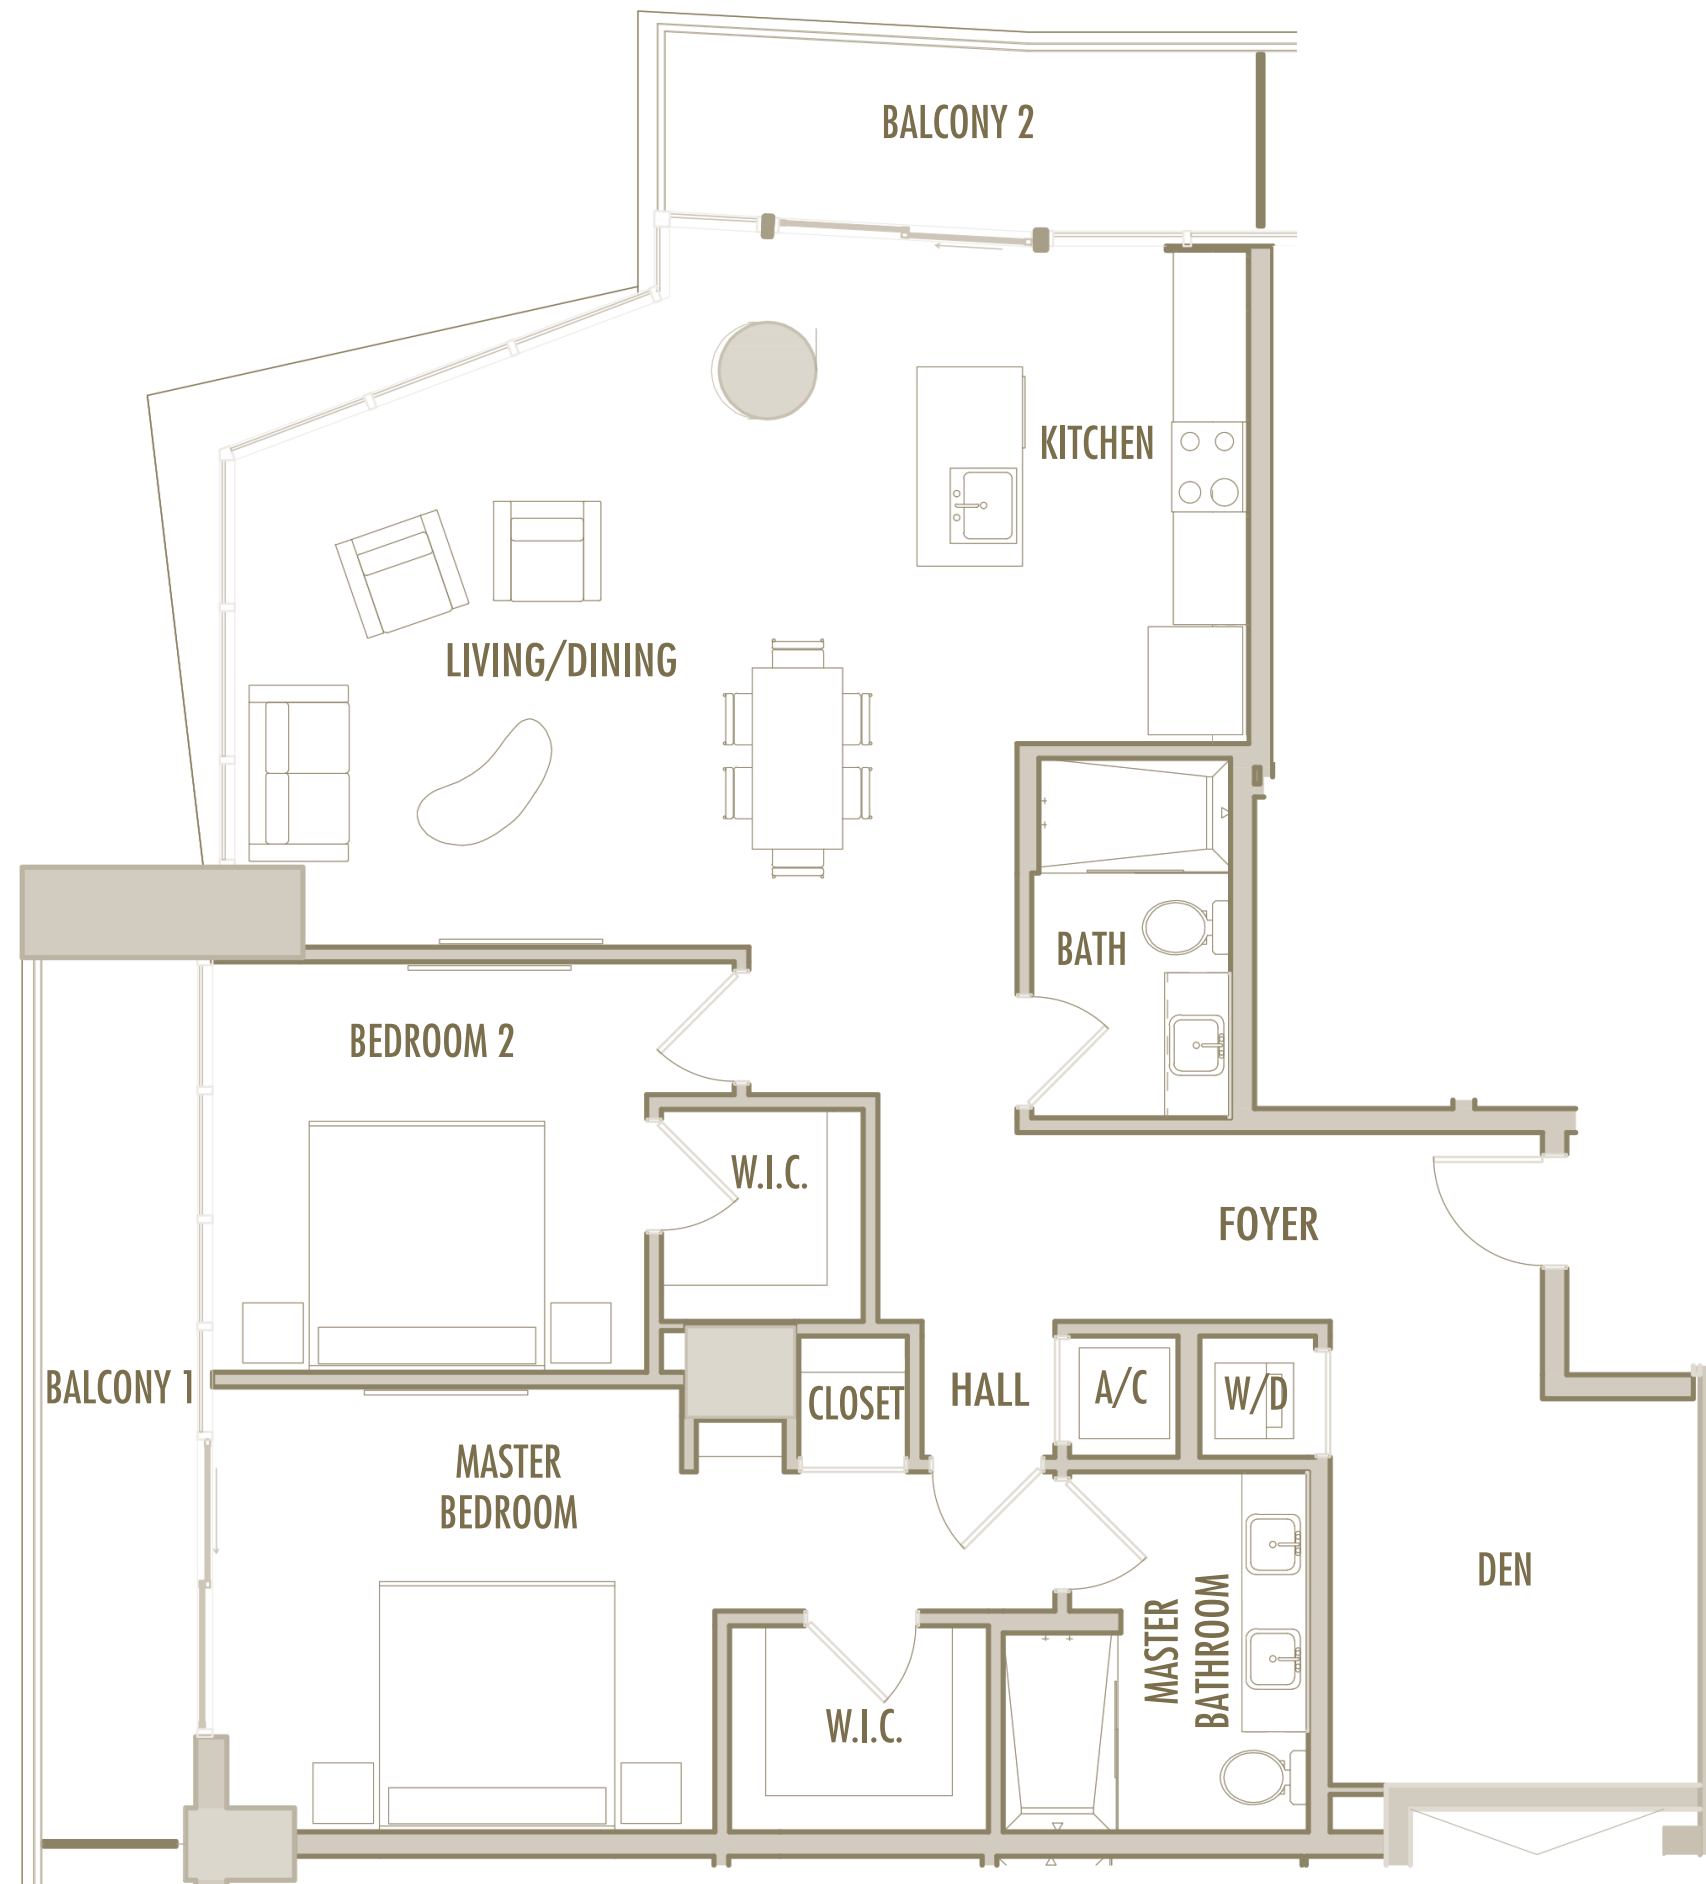 BALCONY 2
KITCHEN
LIVING/DINING
BATH
BEDROOM 2
W.I.C.
FOYER
BALCONY 1
CLOSET
HALL
A/C
W/D
MASTER
BEDROOM
DEN
MASTER
BATHROOM
W.I.C.